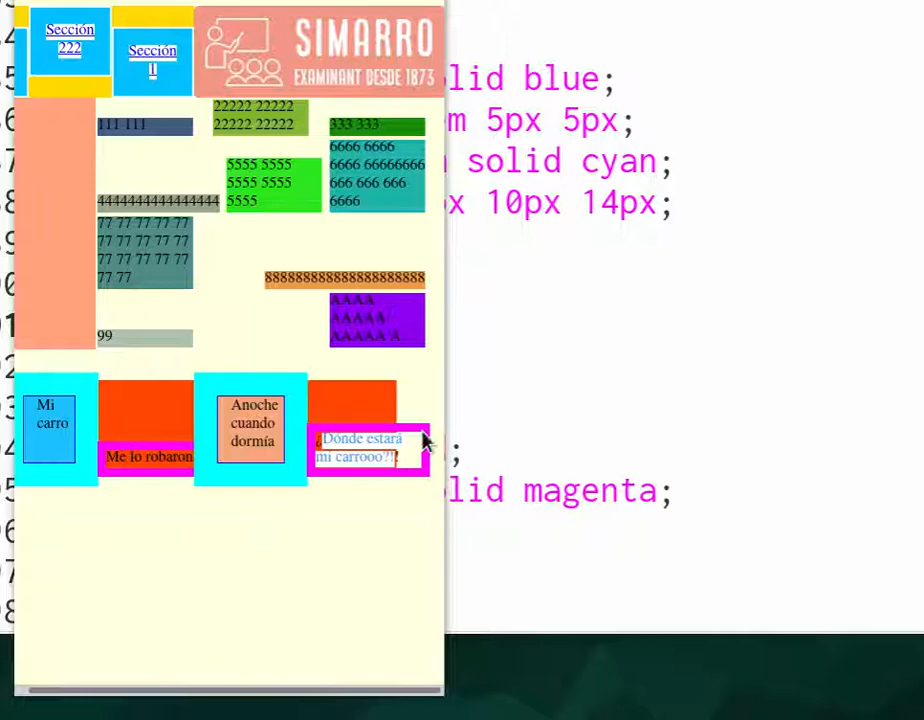 Sección
222
Sección
1
SIMARRO
EXAMINANT DESDE 1873
lid blue;
m 5px 5px;
solid cyan;
x 10px 14px;
111 111
22222 22222
22222 22222
333 333
4444444444444444
5555 5555
5555 5555
5555
6666 6666
6666 66666666
666 666 666
6666
77 77 77 77 77
77 77 77 77 77
77 77 77 77 77
77 77
888888888888888888888
99
AAAA
AAAAA
AAAAA A
Mi
carro
Me lo robaron
Anoche
cuando
dormía
¿Dónde estará
mi carrooo?!?
;
lid magenta;